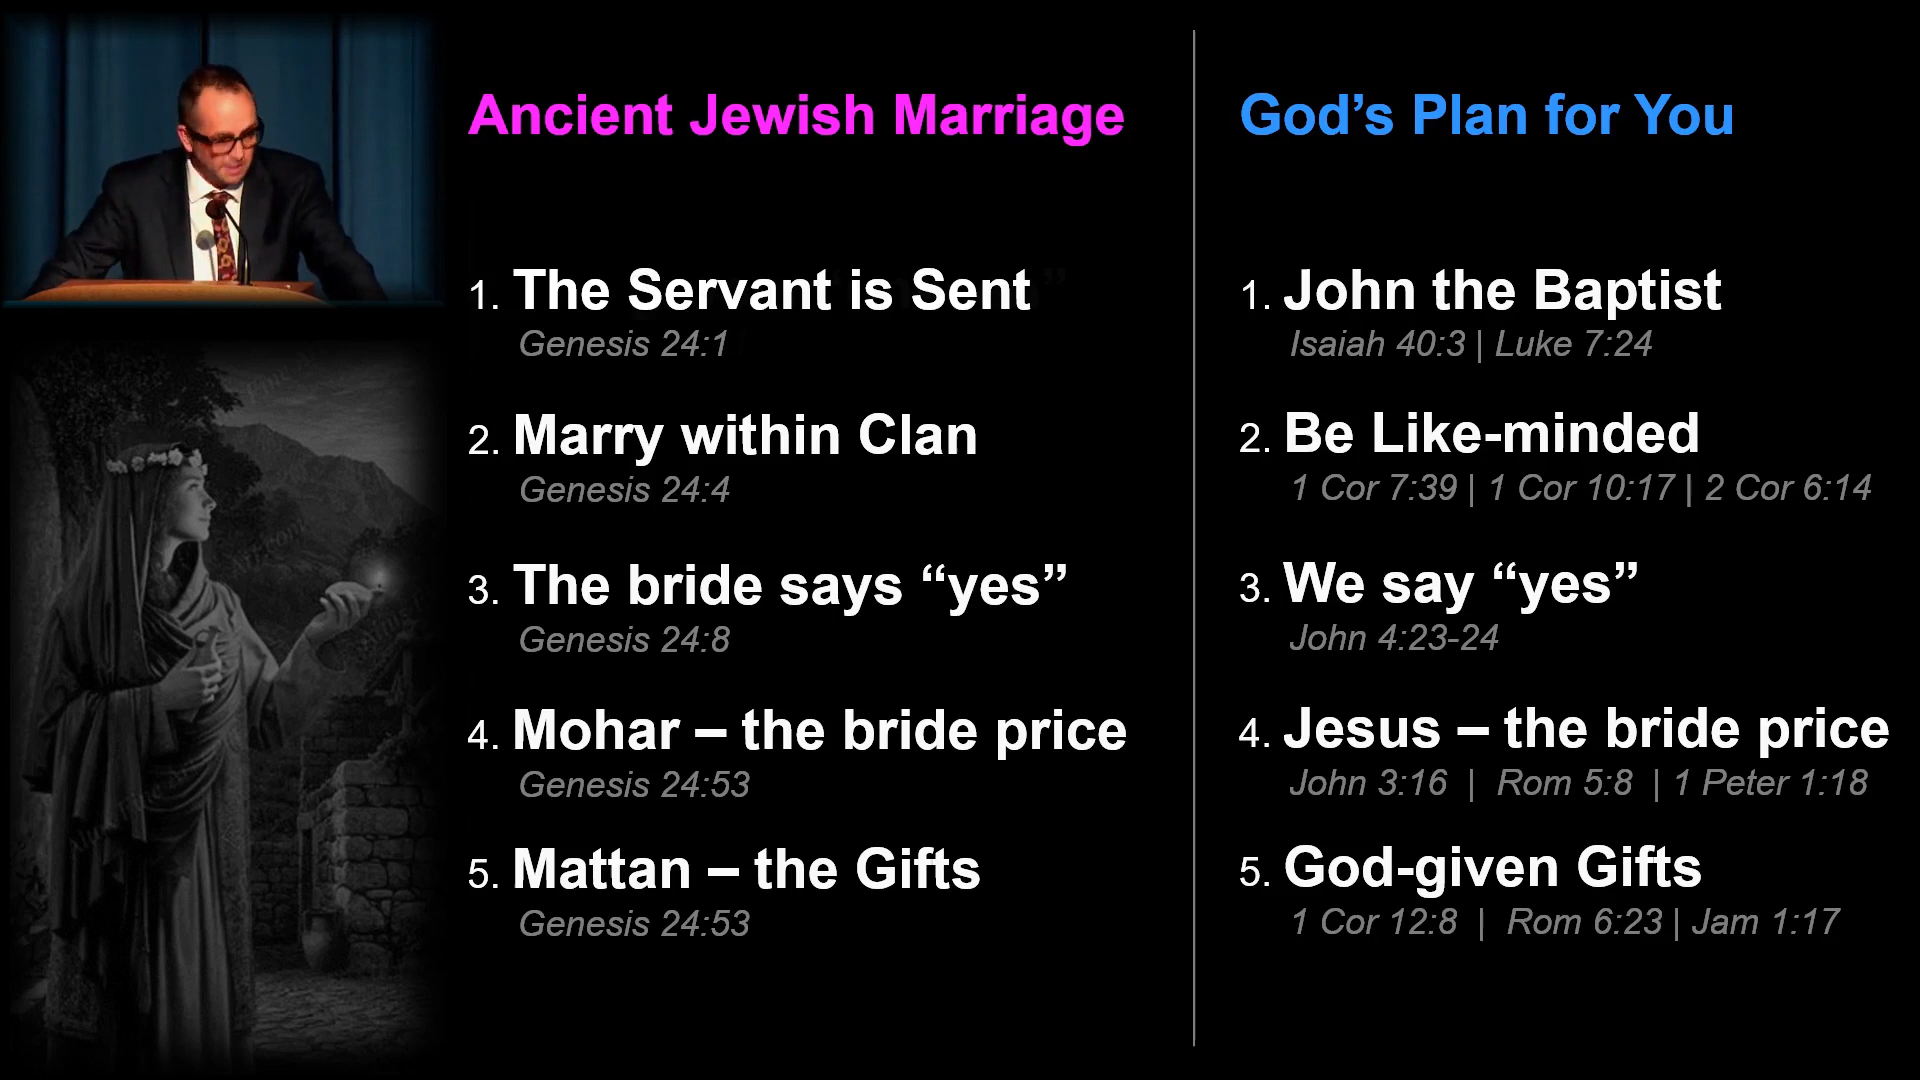 Ancient Jewish Marriage
1. The Servant is Sent
Genesis 24:1
2. Marry within Clan
Genesis 24:4
3. The bride says “yes”
Genesis 24:8
4. Mohar – the bride price
Genesis 24:53
5. Mattan – the Gifts
Genesis 24:53
God’s Plan for You
1. John the Baptist
Isaiah 40:3 | Luke 7:24
2. Be Like-minded
1 Cor 7:39 | 1 Cor 10:17 | 2 Cor 6:14
3. We say “yes”
John 4:23-24
4. Jesus – the bride price
John 3:16 | Rom 5:8 | 1 Peter 1:18
5. God-given Gifts
1 Cor 12:8 | Rom 6:23 | Jam 1:17